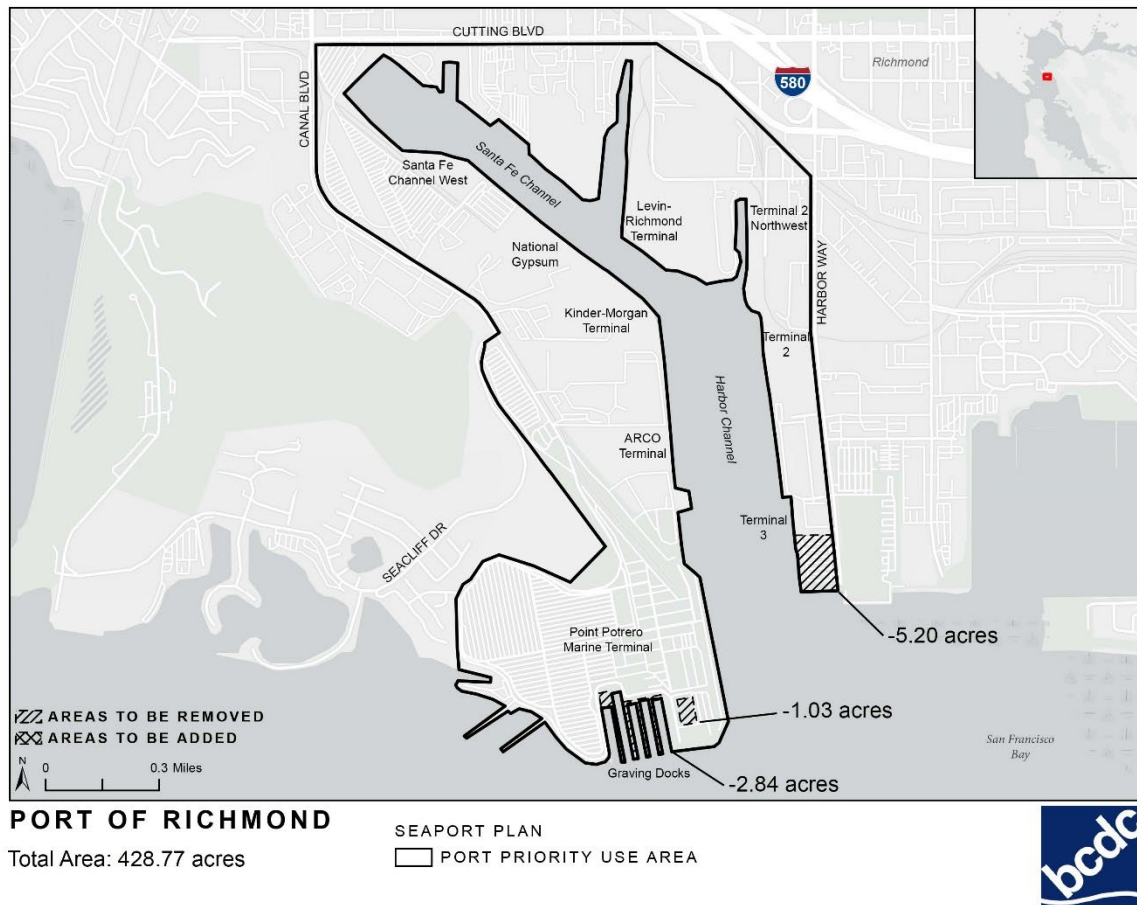 CUTTING BLVD
Richmond
580
CANAL BLVD
Santa Fe
Channel West
Santa Fe Channel
Levin-
Richmond
Terminal
Terminal 2
Northwest
National
Gypsum
HARBOR WAY
Kinder-Morgan
Terminal
Terminal
2
Harbor Channel
ARCO
Terminal
Terminal
3
SEACLIFF DR
-5.20 acres
Point Potrero
Marine Terminal
-1.03 acres
AREAS TO BE REMOVED
AREAS TO BE ADDED
San Francisco
Bay
N
0 0.3 Miles
Graving Docks
-2.84 acres
PORT OF RICHMOND
Total Area: 428.77 acres
SEAPORT PLAN
PORT PRIORITY USE AREA
bcdc